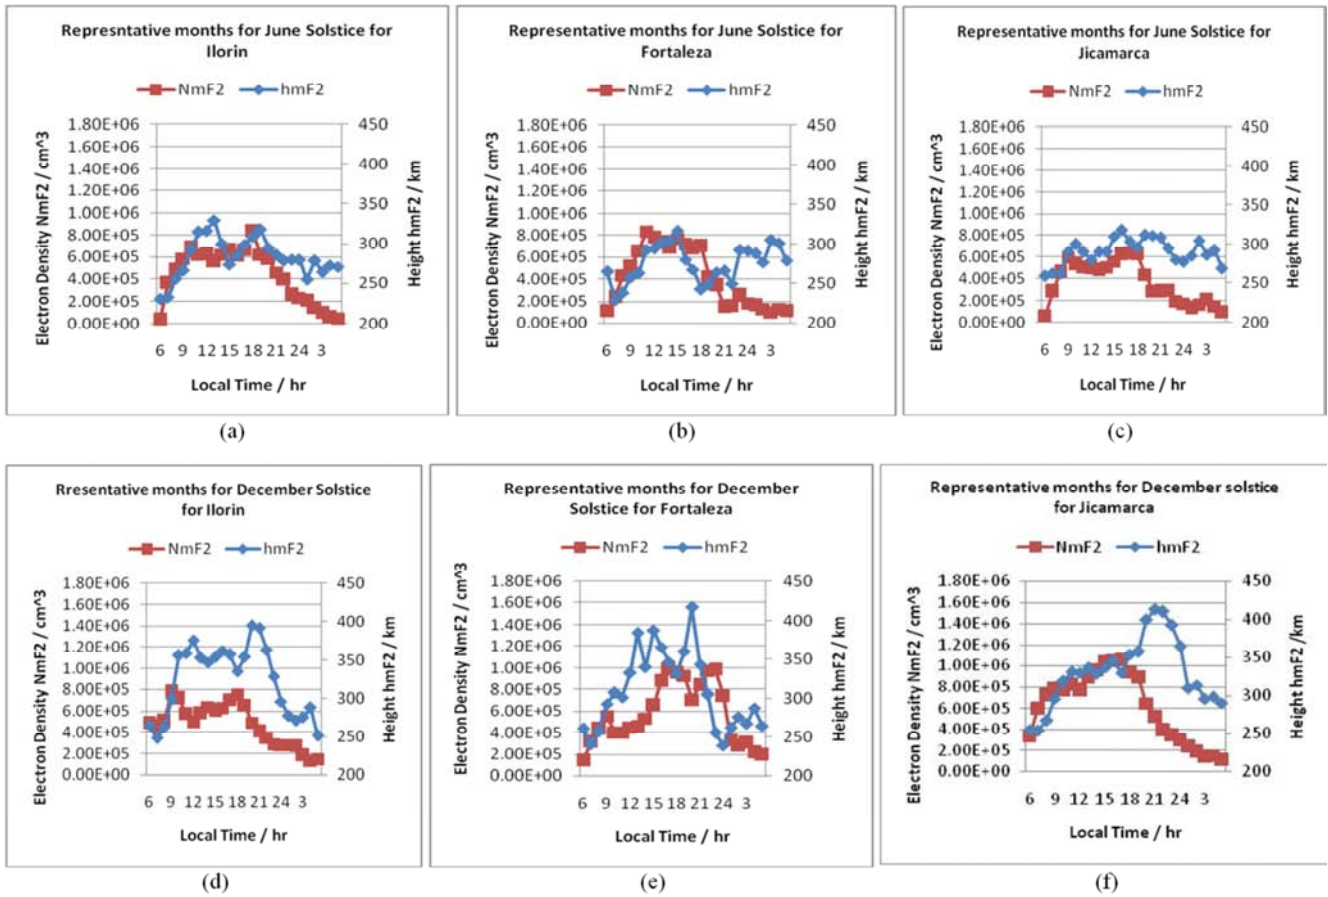 Represntative months for June Solstice for
Ilorin
NmF2 hmF2
Electron Density NmF2 / cm^3
1.80E+06
1.60E+06
1.40E+06
1.20E+06
1.00E+06
8.00E+05
6.00E+05
4.00E+05
2.00E+05
0.00E+00
450
400
350
300
250
200
Height hmF2 / km
6 9 12 15 18 21 24 3
Local Time / hr
(a)
Represntative months for June Solstice for
Fortaleza
NmF2 hmF2
Electron Density NmF2 / cm^3
1.80E+06
1.60E+06
1.40E+06
1.20E+06
1.00E+06
8.00E+05
6.00E+05
4.00E+05
2.00E+05
0.00E+00
450
400
350
300
250
200
Height hmF2 / km
6 9 12 15 18 21 24 3
Local Time / hr
(b)
Represntative months for June Solstice for
Jicamarca
NmF2 hmF2
Electron Density NmF2 / cm^3
1.80E+06
1.60E+06
1.40E+06
1.20E+06
1.00E+06
8.00E+05
6.00E+05
4.00E+05
2.00E+05
0.00E+00
450
400
350
300
250
200
Height hmF2 / km
6 9 12 15 18 21 24 3
Local Time / hr
(c)
Rresentative months for December Solstice
for Ilorin
NmF2 hmF2
Electron Density NmF2 / cm^3
1.80E+06
1.60E+06
1.40E+06
1.20E+06
1.00E+06
8.00E+05
6.00E+05
4.00E+05
2.00E+05
0.00E+00
450
400
350
300
250
200
Height hmF2 / km
6 9 12 15 18 21 24 3
Local Time / hr
(d)
Representative months for December
Solstice for Fortaleza
NmF2 hmF2
Electron Density NmF2 / cm^3
1.80E+06
1.60E+06
1.40E+06
1.20E+06
1.00E+06
8.00E+05
6.00E+05
4.00E+05
2.00E+05
0.00E+00
450
400
350
300
250
200
Height hmF2 / km
6 9 12 15 18 21 24 3
Local Time / hr
(e)
Representative months for December solstice
for Jicamarca
NmF2 hmF2
Electron Density NmF2 / cm^3
1.80E+06
1.60E+06
1.40E+06
1.20E+06
1.00E+06
8.00E+05
6.00E+05
4.00E+05
2.00E+05
0.00E+00
450
400
350
300
250
200
Height hmF2 /km
6 9 12 15 18 21 24 3
Local Time / hr
(f)